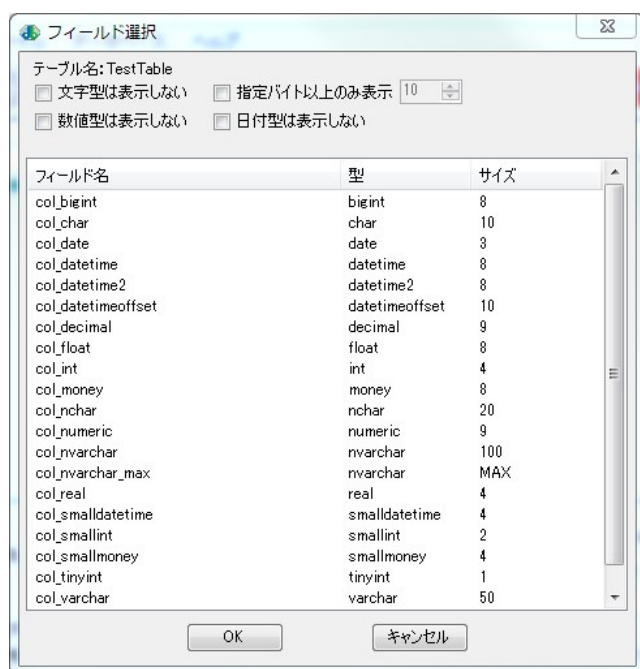 フィールド選択
テーブル名:TestTable
文字型は表示しない 指定バイト以上のみ表示 10
数値型は表示しない 日付型は表示しない
フィールド名 型 サイズ
col_bigint bigint 8
col_char char 10
col_date date 3
col_datetime datetime 8
col_datetime2 datetime2 8
col_datetimeoffset datetimeoffset 10
col_decimal decimal 9
col_float float 8
col_int int 4
col_money money 8
col_nchar nchar 20
col_numeric numeric 9
col_nvarchar nvarchar 100
col_nvarchar_max nvarchar MAX
col_real real 4
col_smalldatetime smalldatetime 4
col_smallint smallint 2
col_smallmoney smallmoney 4
col_tinyint tinyint 1
col_varchar varchar 50
OK キャンセル